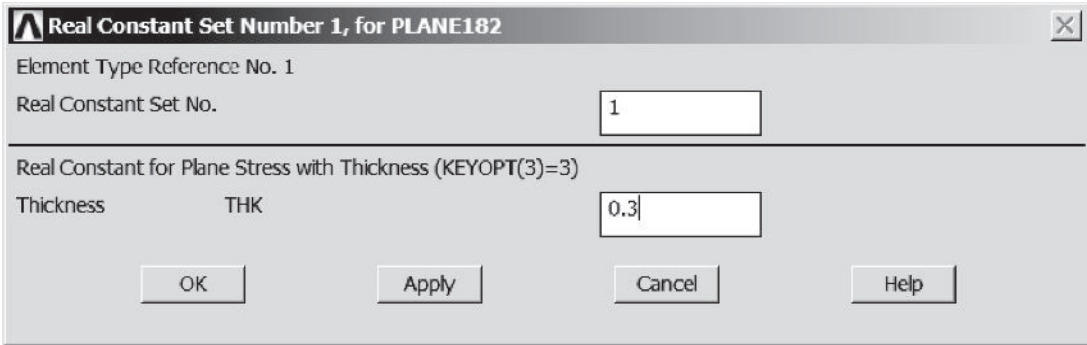 Real Constant Set Number 1, for PLANE182
Element Type Reference No. 1
Real Constant Set No. 1
Real Constant for Plane Stress with Thickness (KEYOPT(3)=3)
Thickness THK 0.3
OK Apply Cancel Help